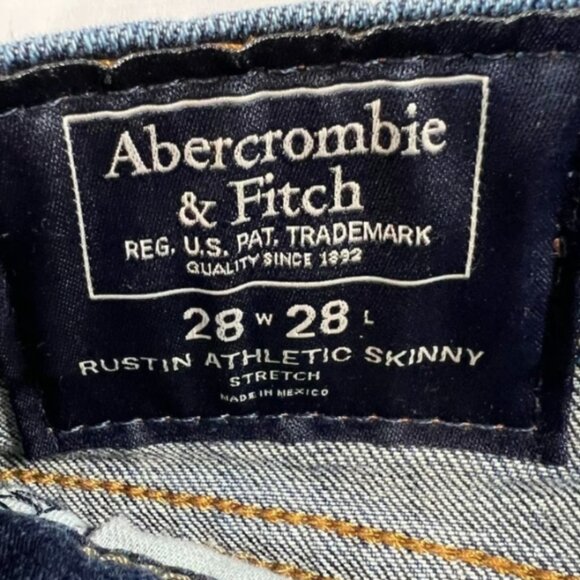 Abercrombie
& Fitch
REG. U.S. PAT. TRADEMARK
QUALITY SINCE 1892
28 W 28 L
RUSTIN ATHLETIC SKINNY
STRETCH
MADE IN MEXICO